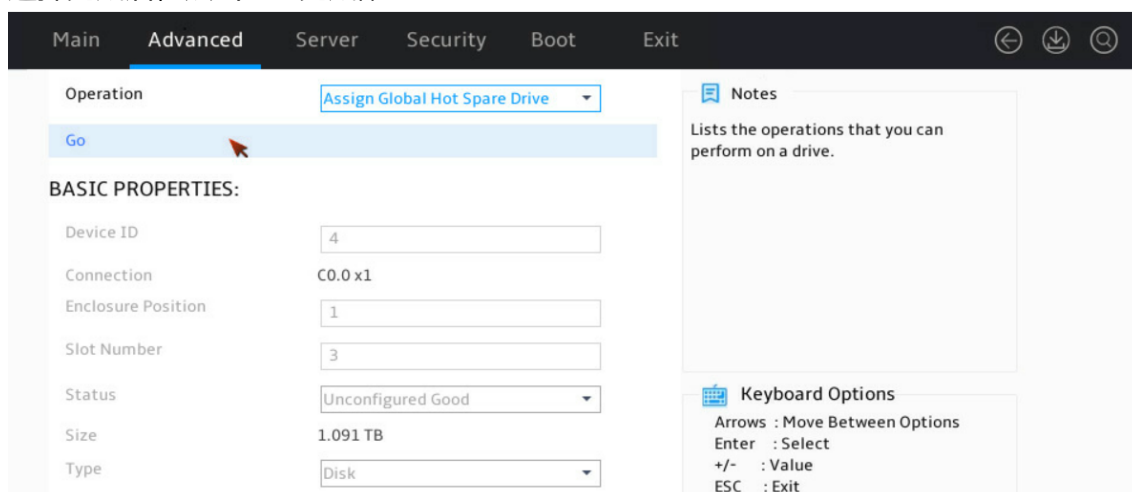 Main Advanced Server Security Boot Exit
Operation Assign Global Hot Spare Drive
Go
BASIC PROPERTIES:
Device ID 4
Connection C0.0 x1
Enclosure Position 1
Slot Number 3
Status Unconfigured Good
Size 1.091 TB
Type Disk
Notes
Lists the operations that you can
perform on a drive.
Keyboard Options
Arrows : Move Between Options
Enter : Select
+/- : Value
ESC : Exit